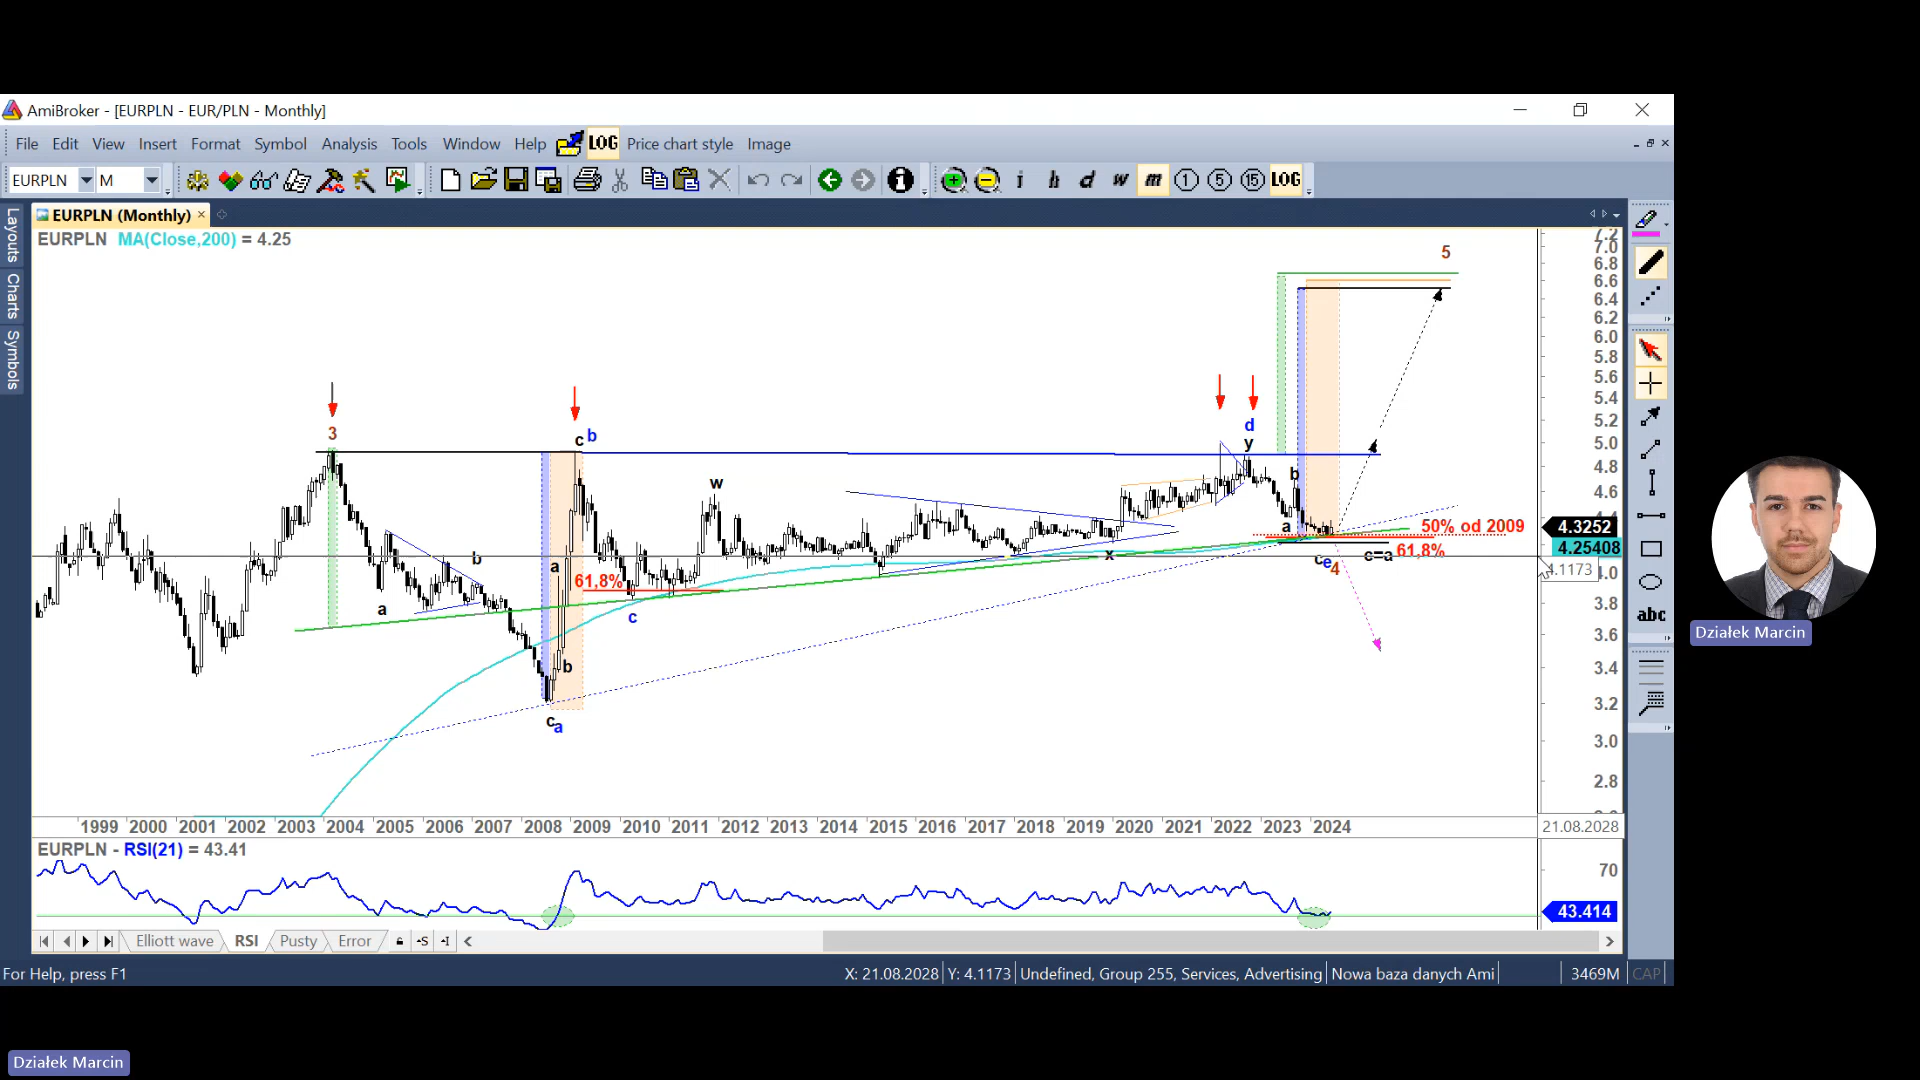 AmiBroker - [EURPLN - EUR/PLN - Monthly]
File Edit View Insert Format Symbol Analysis Tools Window Help LOG Price chart style Image
EURPLN M i h d w m 1 5 15 LOG
EURPLN (Monthly)
Layouts
Charts
Symbols
EURPLN MA(Close,200) = 4.25
7.2
7.0
6.8
6.6
6.4
6.2
6.0
5.8
5.6
5.4
5.2
5.0
4.8
4.6
4.4
4.3252
4.25408
4.1173
4.0
3.8
3.6
3.4
3.2
3.0
2.8
5
3
c b
d
y
w
b
a
50% od 2009
61,8%
c=a
c e 4
x
b
a
a
61,8%
c
b
c a
abc
1999 2000 2001 2002 2003 2004 2005 2006 2007 2008 2009 2010 2011 2012 2013 2014 2015 2016 2017 2018 2019 2020 2021 2022 2023 2024 21.08.2028
EURPLN - RSI(21) = 43.41
70
43.414
Elliott wave RSI Pusty Error
For Help, press F1
X: 21.08.2028 Y: 4.1173 Undefined, Group 255, Services, Advertising Nowa baza danych Ami 3469M CAP
Działek Marcin
Działek Marcin